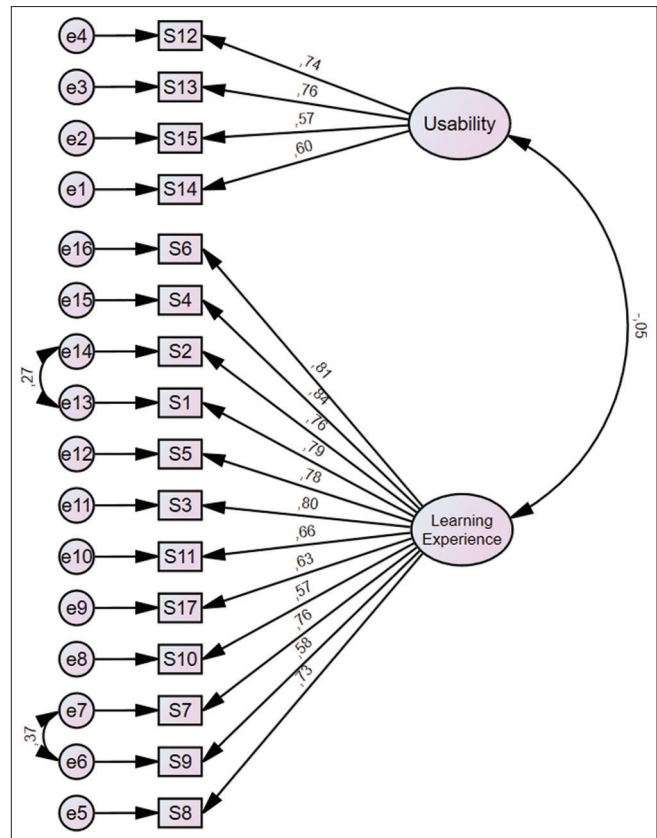 e4 S12 ,74
e3 S13 ,76
Usability
e2 S15 ,57
e1 S14 ,60
e16 S6 ,81
e15 S4 ,84
e14 S2 ,76
,27
e13 S1 ,79
e12 S5 ,78
e11 S3 ,80
e10 S11 ,66
e9 S17 ,63
e8 S10 ,57
e7 S7 ,76
,37
e6 S9 ,58
e5 S8 ,73
Learning
Experience
-,05